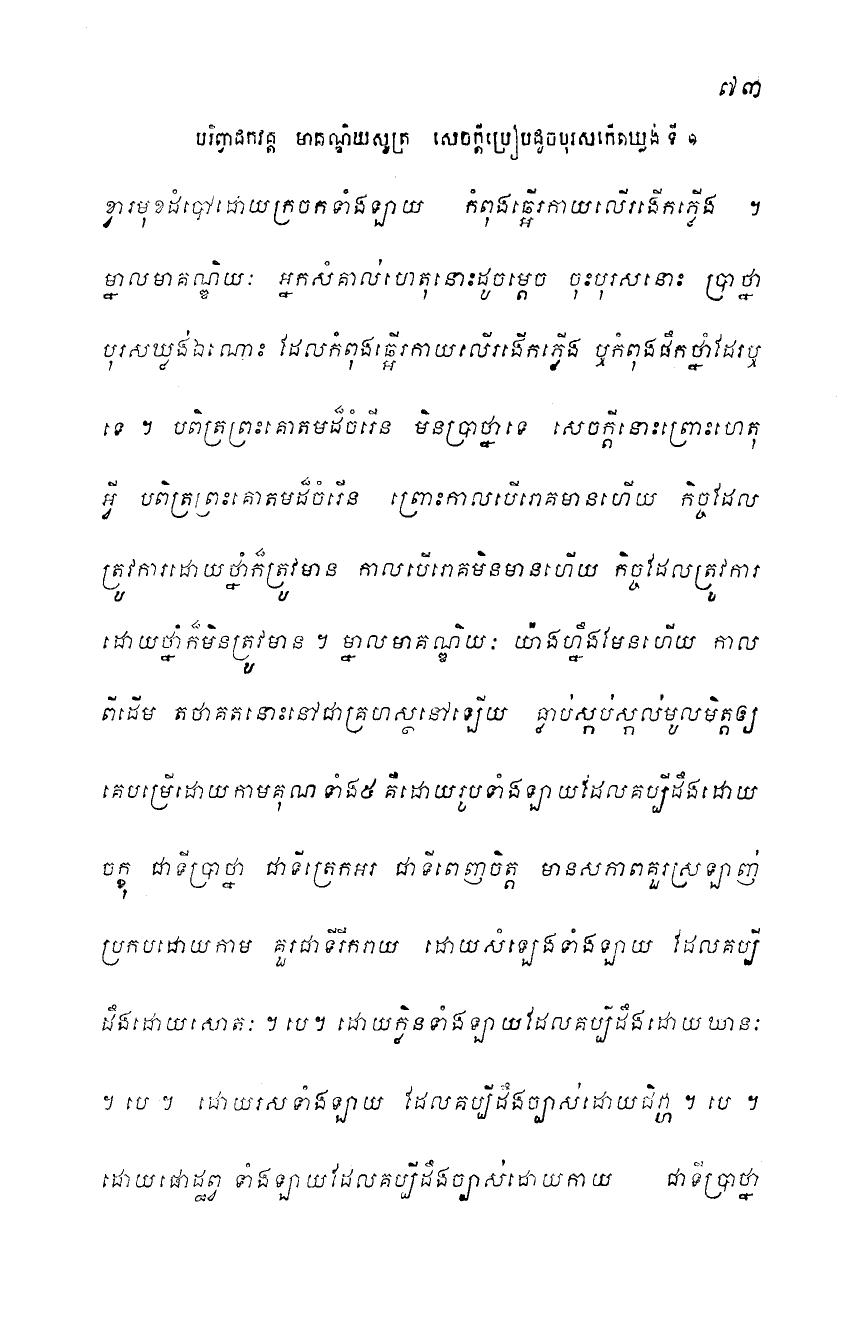 ៧៣
បរិព្វាជកវគ្គ មាគណ្ឌិយសូត្រ សេចក្តីប្រៀបដូចបុរសកើតឃ្លង់ ទី ១
ខ្វារមុខដំបៅដោយក្រចកទាំងឡាយ កំពុងឆ្អើរកាយលើរងើកភ្លើង ។
ម្នាលមាគណ្ឌិយៈ អ្នកសំគាល់ហេតុនោះដូចម្តេច ចុះបុរសនោះ ប្រាថ្នា
បុរសឃ្លង់ឯណោះ ដែលកំពុងឆ្អើរកាយលើរងើកភ្លើង ឬកំពុងផឹកថ្នាំដែរឬ
ទេ ។ បពិត្រព្រះគោតមដ៏ចំរើន មិនប្រាថ្នាទេ សេចក្តីនោះព្រោះហេតុ
អ្វី បពិត្រព្រះគោតមដ៏ចំរើន ព្រោះកាលបើរោគមានហើយ កិច្ចដែល
ត្រូវការដោយថ្នាំក៏ត្រូវមាន កាលបើរោគមិនមានហើយ កិច្ចដែលត្រូវការ
ដោយថ្នាំក៏មិនត្រូវមាន ។ ម្នាលមាគណ្ឌិយៈ យ៉ាងហ្នឹងមែនហើយ កាល
ពីដើម តថាគតនោះនៅជាគ្រហស្ថនៅឡើយ ធ្លាប់ស្កប់ស្កល់មូលមិត្តឲ្យ
គេបម្រើដោយកាមគុណទាំង៥ គឺដោយរូបទាំងឡាយដែលគប្បីដឹងដោយ
ចក្ខុ ជាទីប្រាថ្នា ជាទីត្រេកអរ ជាទីពេញចិត្ត មានសភាពគួរស្រឡាញ់
ប្រកបដោយកាម គួរជាទីរីករាយ ដោយសំឡេងទាំងឡាយ ដែលគប្បី
ដឹងដោយសោតៈ ។ បេ។ ដោយក្លិនទាំងឡាយដែលគប្បីដឹងដោយឃានៈ
។ បេ ។ ដោយរសទាំងឡាយ ដែលគប្បីដឹងច្បាស់ដោយជិវ្ហា ។ បេ ។
ដោយផោដ្ឋព្វៈ ទាំងឡាយដែលគប្បីដឹងច្បាស់ដោយកាយ ជាទីប្រាថ្នា